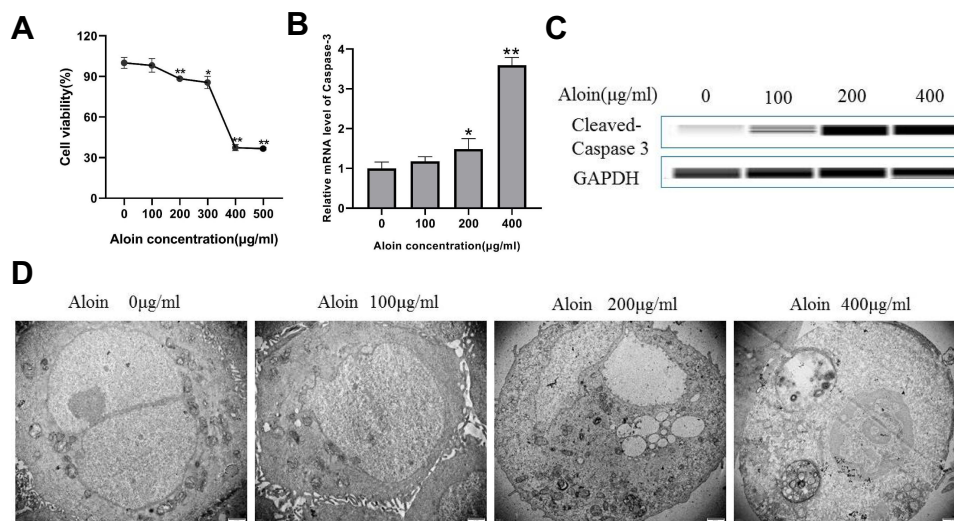 A
Cell viability(%)
120
90
60
30
0
** *
** **
0 100 200 300 400 500
Aloin concentration(μg/ml)
B
Relative mRNA level of Caspase-3
4
3
2
1
0
*
**
0 100 200 400
Aloin concentration(μg/ml)
C
Aloin(μg/ml) 0 100 200 400
Cleaved-
Caspase 3
GAPDH
D
Aloin 0μg/ml
Aloin 100μg/ml
Aloin 200μg/ml
Aloin 400μg/ml